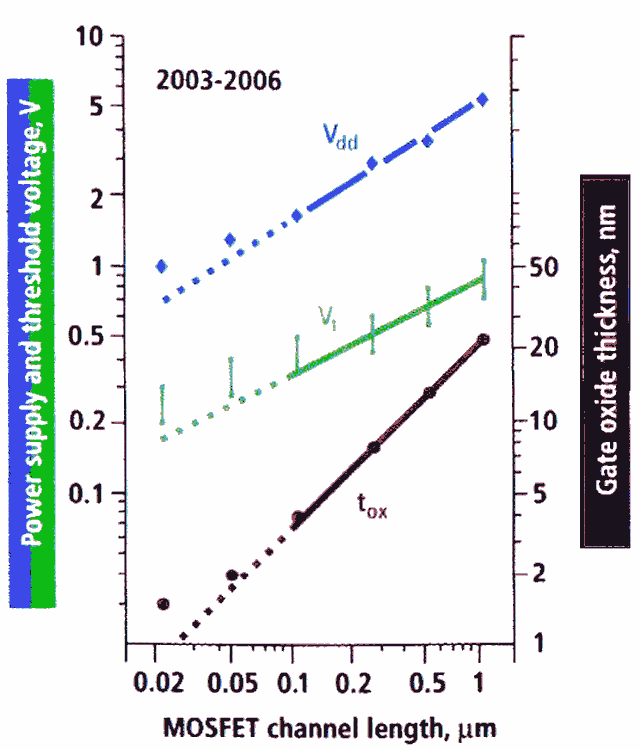 Power supply and threshold voltage, V
10
5
2
1
0.5
0.2
0.1
2003-2006
Vdd
Vt
tox
50
20
10
5
2
1
Gate oxide thickness, nm
0.02 0.05 0.1 0.2 0.5 1
MOSFET channel length, μm